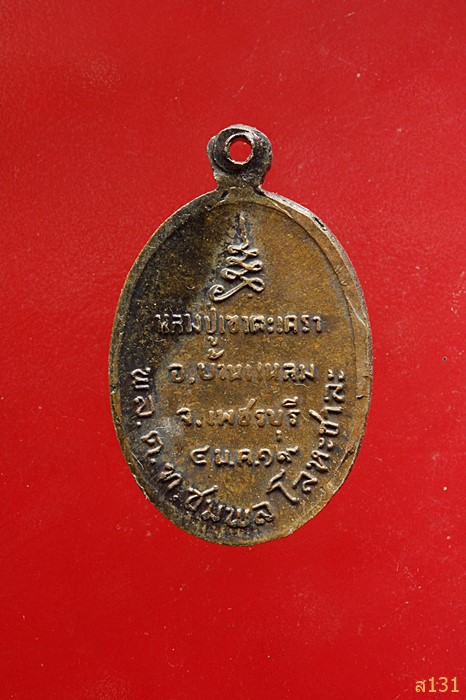 หลวงปู่เขาตะเครา
อ.บ้านแหลม
จ.เพชรบุรี
๔ ม.ค.๑๙
พล.ต.ท.ชุมพล โลหะชาละ
ส131